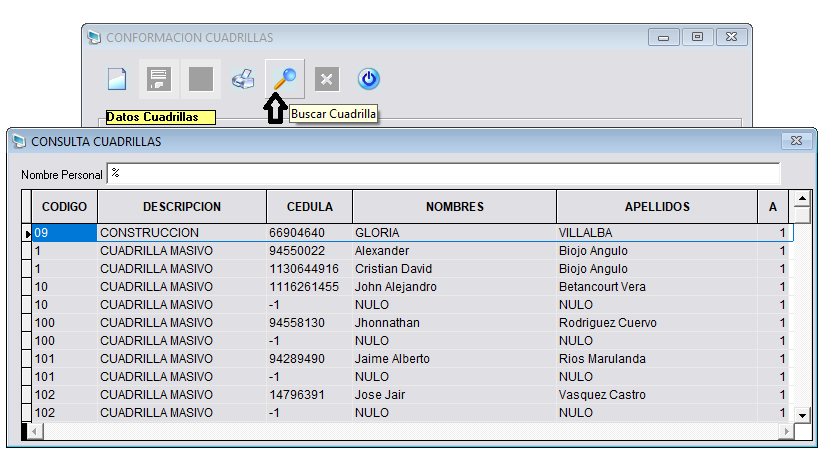 CONFORMACION CUADRILLAS
Buscar Cuadrilla
Datos Cuadrillas
CONSULTA CUADRILLAS
Nombre Personal %
CODIGO DESCRIPCION CEDULA NOMBRES APELLIDOS A
09 CONSTRUCCION 66904640 GLORIA VILLALBA 1
1 CUADRILLA MASIVO 94550022 Alexander Biojo Angulo 1
1 CUADRILLA MASIVO 1130644916 Cristian David Biojo Angulo 1
10 CUADRILLA MASIVO 1116261455 John Alejandro Betancourt Vera 1
10 CUADRILLA MASIVO -1 NULO NULO 1
100 CUADRILLA MASIVO 94558130 Jhonnathan Rodriguez Cuervo 1
100 CUADRILLA MASIVO -1 NULO NULO 1
101 CUADRILLA MASIVO 94289490 Jaime Alberto Rios Marulanda 1
101 CUADRILLA MASIVO -1 NULO NULO 1
102 CUADRILLA MASIVO 14796391 Jose Jair Vasquez Castro 1
102 CUADRILLA MASIVO -1 NULO NULO 1